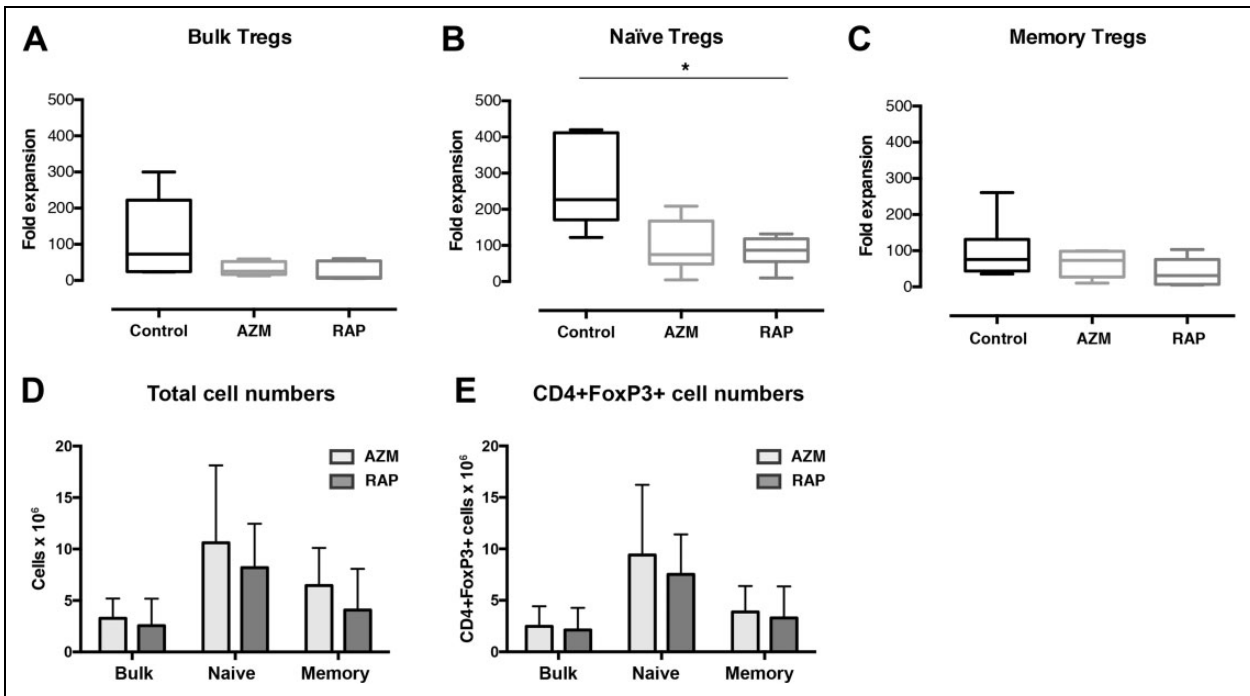 A
Bulk Tregs
Fold expansion
500
400
300
200
100
0
Control AZM RAP
B
Naïve Tregs
*
Fold expansion
500
400
300
200
100
0
Control AZM RAP
C
Memory Tregs
Fold expansion
500
400
300
200
100
0
Control AZM RAP
D
Total cell numbers
Cells x 10⁶
20
15
10
5
0
AZM
RAP
Bulk Naive Memory
E
CD4+FoxP3+ cell numbers
CD4+FoxP3+ cells x 10⁶
20
15
10
5
0
AZM
RAP
Bulk Naive Memory